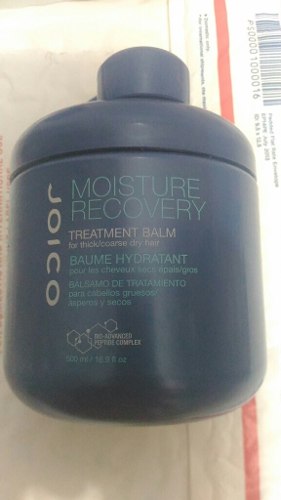 JOICO
MOISTURE
RECOVERY
TREATMENT BALM
for thick/coarse dry hair
BAUME HYDRATANT
pour les cheveux secs épais/gros
BÁLSAMO DE TRATAMIENTO
para cabellos gruesos/
ásperos y secos
BIO-ADVANCED
PEPTIDE COMPLEX
500 ml / 16.9 fl oz
PS00001000016